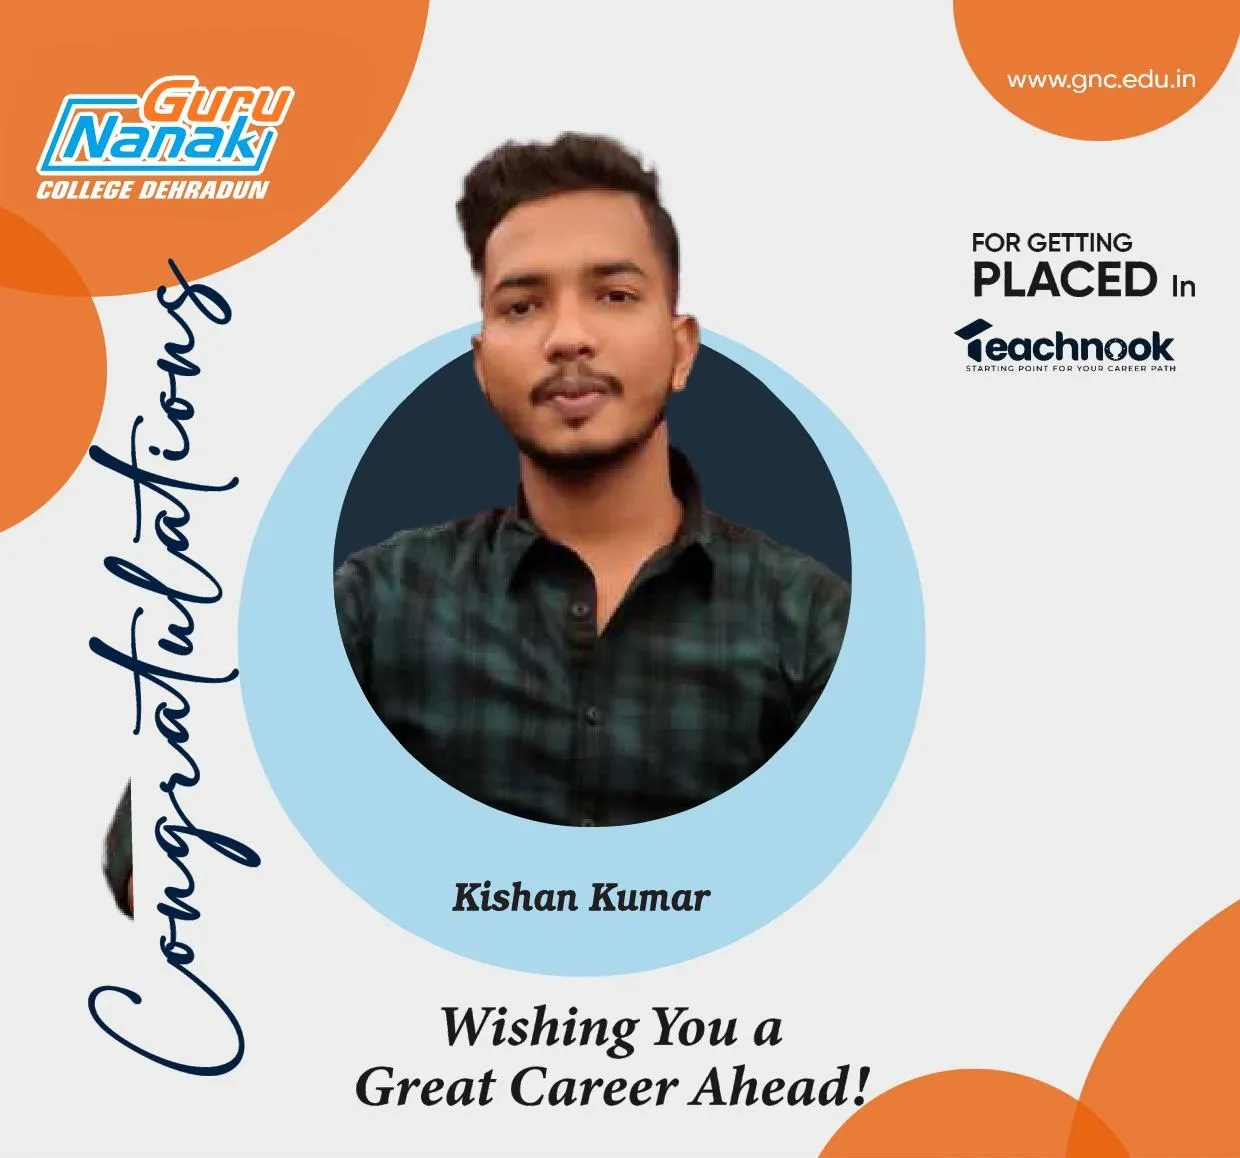 Guru
Nanak
COLLEGE DEHRADUN
www.gnc.edu.in
FOR GETTING
PLACED In
Teachnook
STARTING POINT FOR YOUR CAREER PATH
Congratulations
Kishan Kumar
Wishing You a
Great Career Ahead!